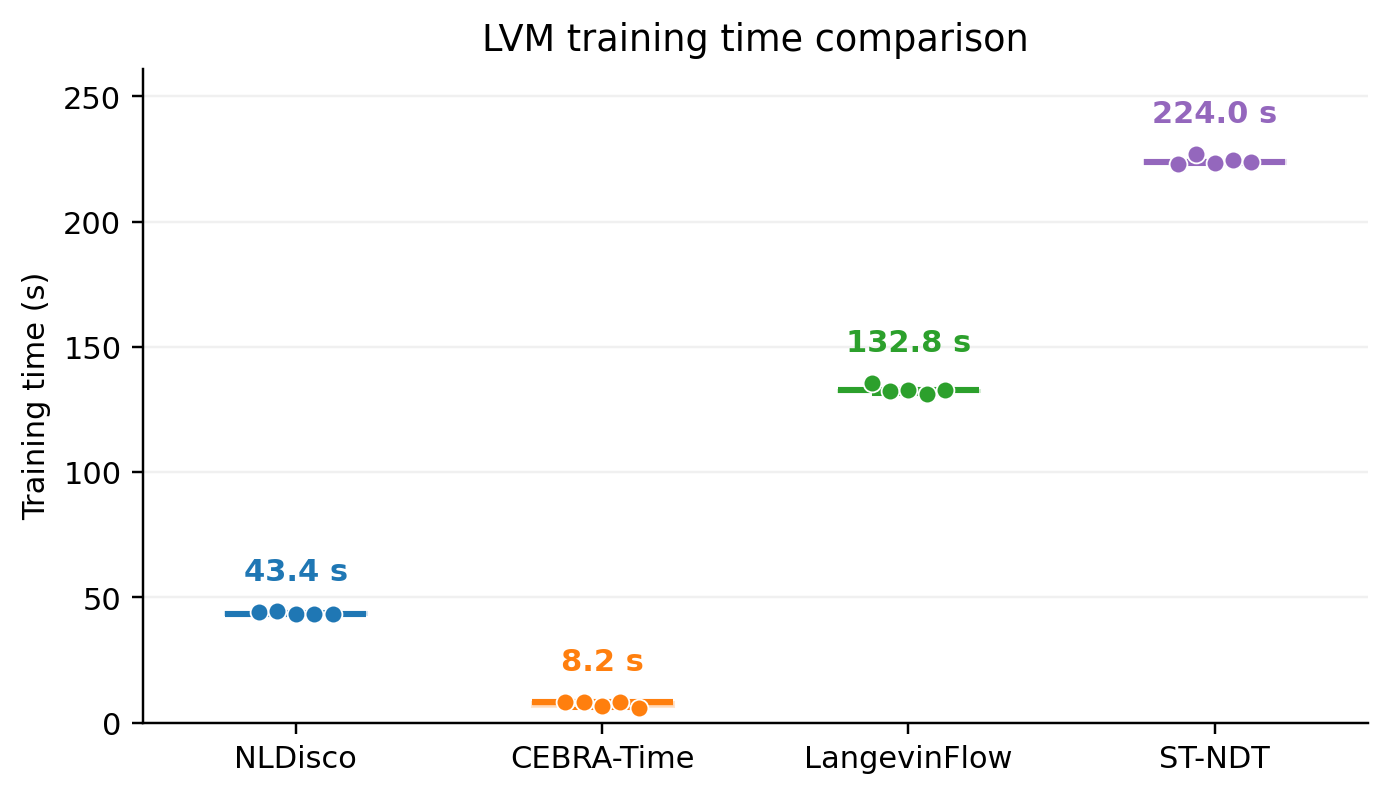 LVM training time comparison
Training time (s)
250
200
150
100
50
0
43.4 s
8.2 s
132.8 s
224.0 s
NLDisco
CEBRA-Time
LangevinFlow
ST-NDT